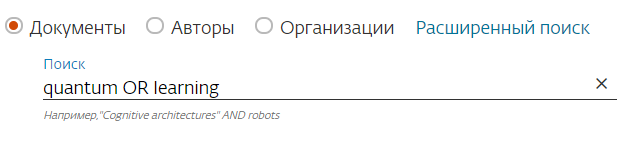 Документы Авторы Организации Расширенный поиск
Поиск
quantum OR learning
Например,"Cognitive architectures" AND robots